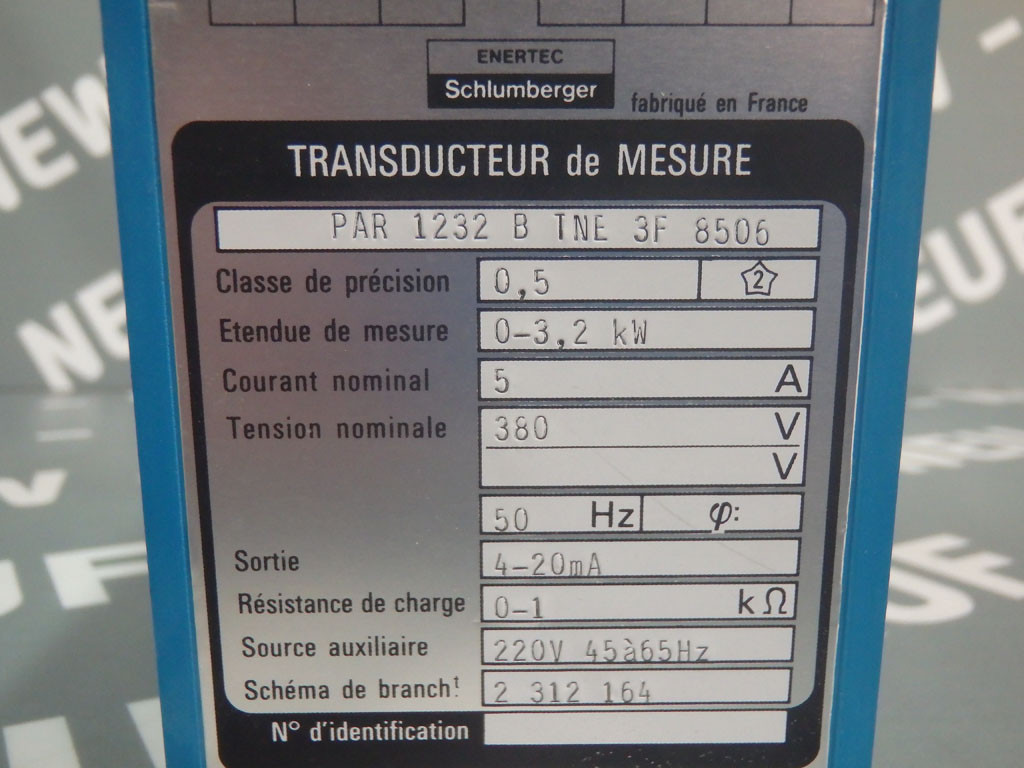 ENERTEC
Schlumberger
fabriqué en France
TRANSDUCTEUR de MESURE
PAR 1232 B TNE 3F 8506
Classe de précision 0,5 2
Etendue de mesure 0-3,2 kW
Courant nominal 5 A
Tension nominale 380 V
V
50 Hz φ:
Sortie 4-20mA
Résistance de charge 0-1 kΩ
Source auxiliaire 220V 45à65Hz
Schéma de branch.t 2 312 164
N° d'identification